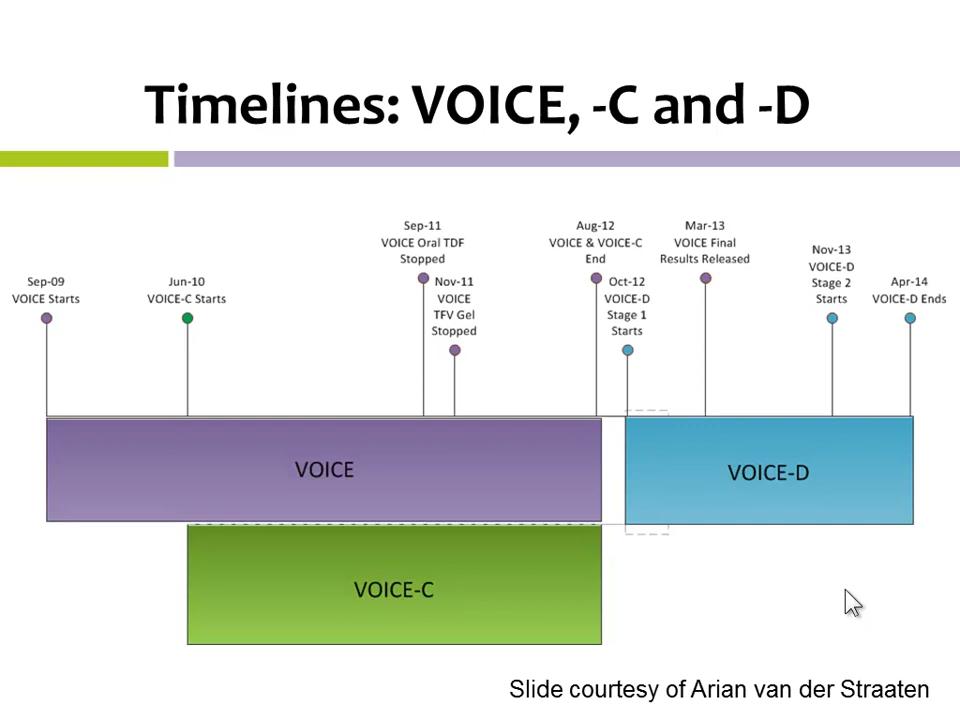 Timelines: VOICE, -C and -D
Sep-09
VOICE Starts
Jun-10
VOICE-C Starts
Sep-11
VOICE Oral TDF
Stopped
Nov-11
VOICE
TFV Gel
Stopped
Aug-12
VOICE & VOICE-C
End
Oct-12
VOICE-D
Stage 1
Starts
Mar-13
VOICE Final
Results Released
Nov-13
VOICE-D
Stage 2
Starts
Apr-14
VOICE-D Ends
VOICE
VOICE-D
VOICE-C
Slide courtesy of Arian van der Straaten